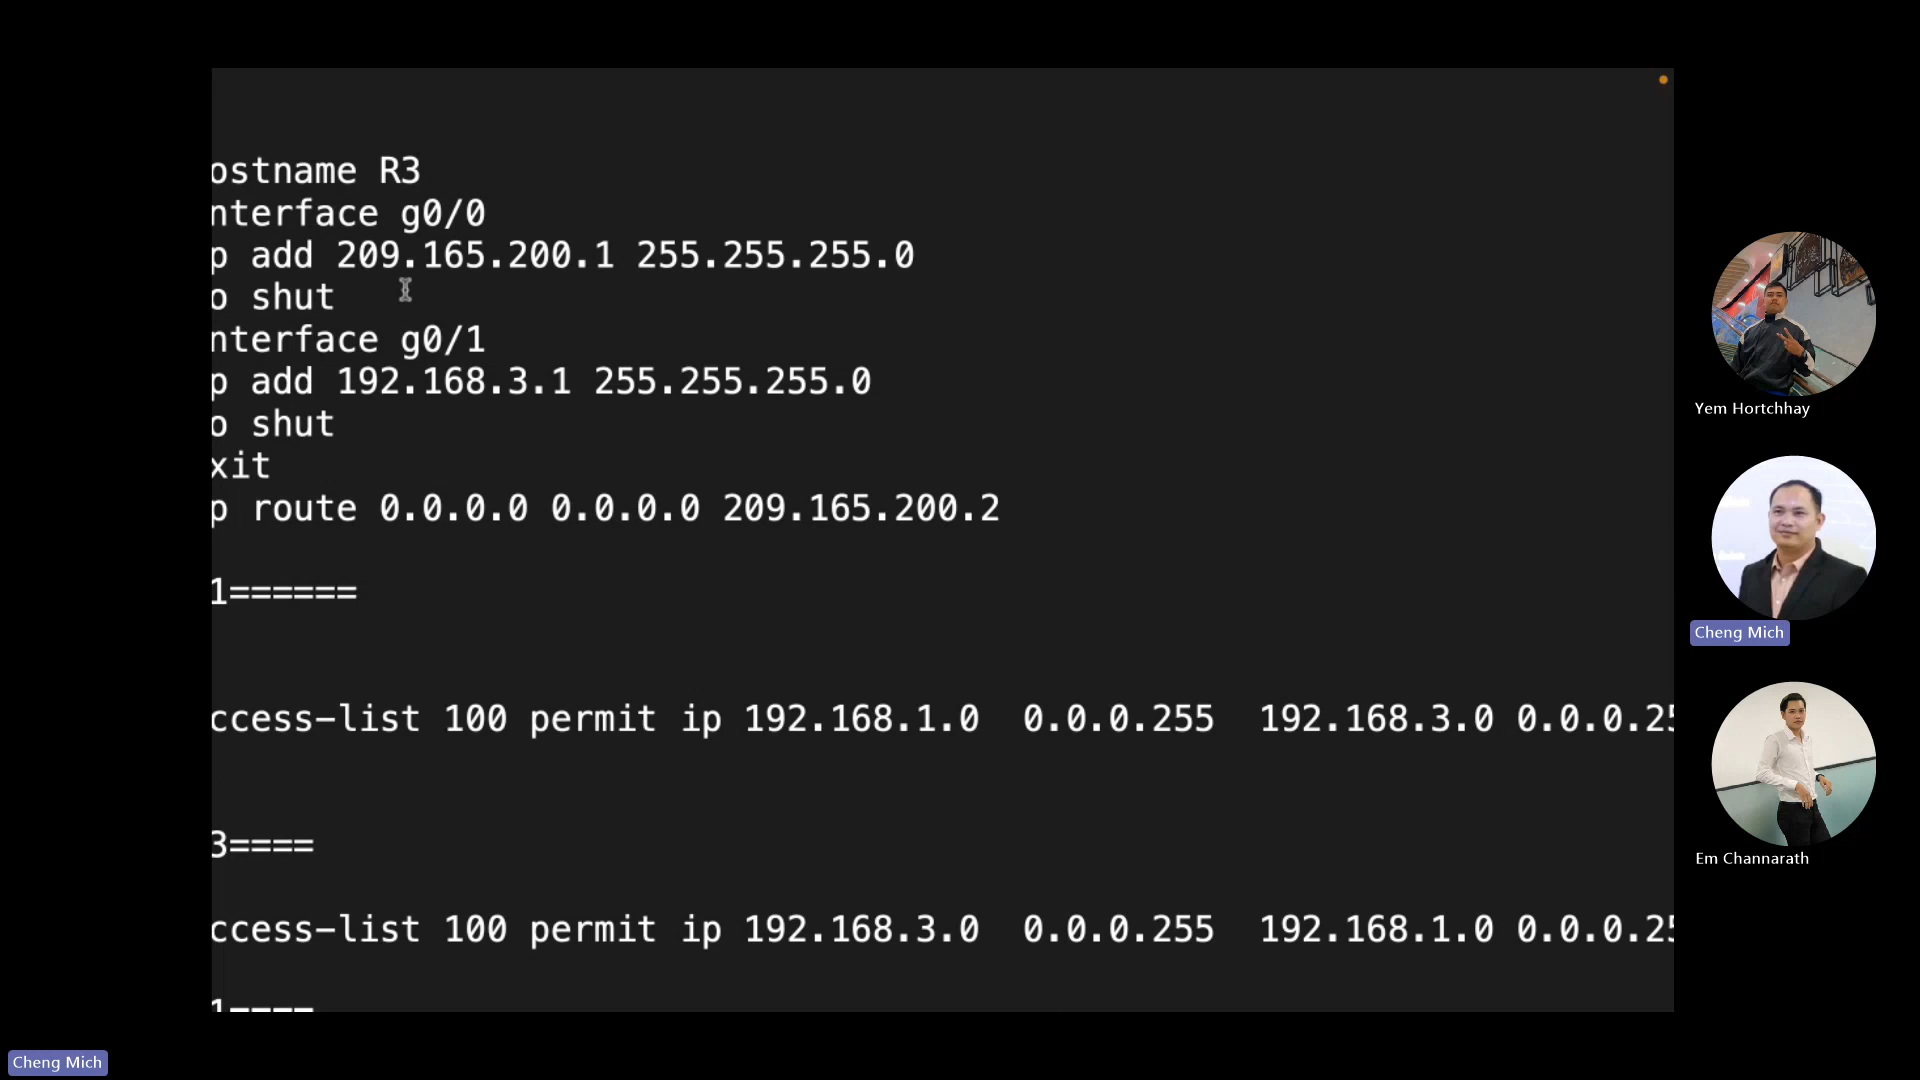 ostname R3
nterface g0/0
p add 209.165.200.1 255.255.255.0
o shut
nterface g0/1
p add 192.168.3.1 255.255.255.0
o shut
xit
p route 0.0.0.0 0.0.0.0 209.165.200.2
1======
ccess-list 100 permit ip 192.168.1.0  0.0.0.255  192.168.3.0 0.0.0.25
3====
ccess-list 100 permit ip 192.168.3.0  0.0.0.255  192.168.1.0 0.0.0.25
1====
Yem Hortchhay
Cheng Mich
Em Channarath
Cheng Mich